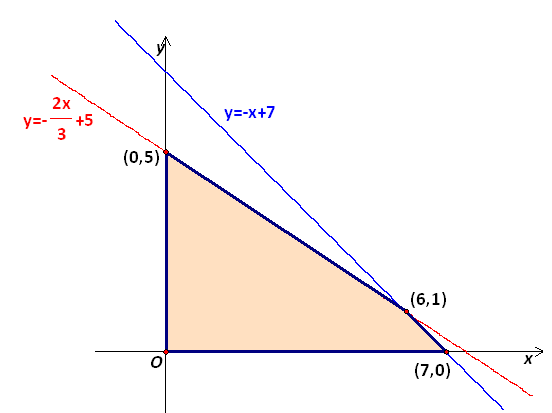 y
y=-x+7
y=-2x/3+5
(0,5)
(6,1)
O
x
(7,0)